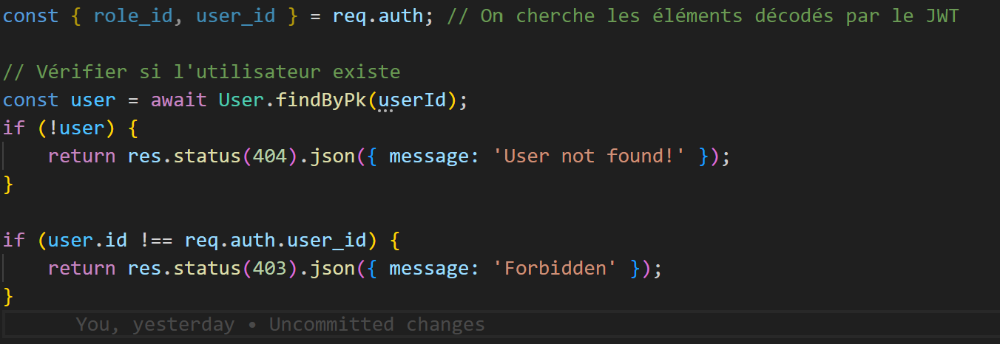 const { role_id, user_id } = req.auth; // On cherche les éléments décodés par le JWT
// Vérifier si l'utilisateur existe
const user = await User.findByPk(userId);
if (!user) {
    return res.status(404).json({ message: 'User not found!' });
}
if (user.id !== req.auth.user_id) {
    return res.status(403).json({ message: 'Forbidden' });
}
You, yesterday • Uncommitted changes